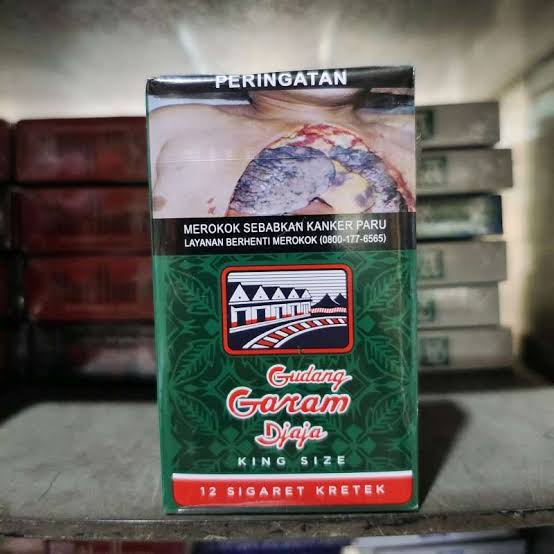 PERINGATAN
MEROKOK SEBABKAN KANKER PARU
LAYANAN BERHENTI MEROKOK (0800-177-6565)
Gudang
Garam
Djaja
KING SIZE
12 SIGARET KRETEK